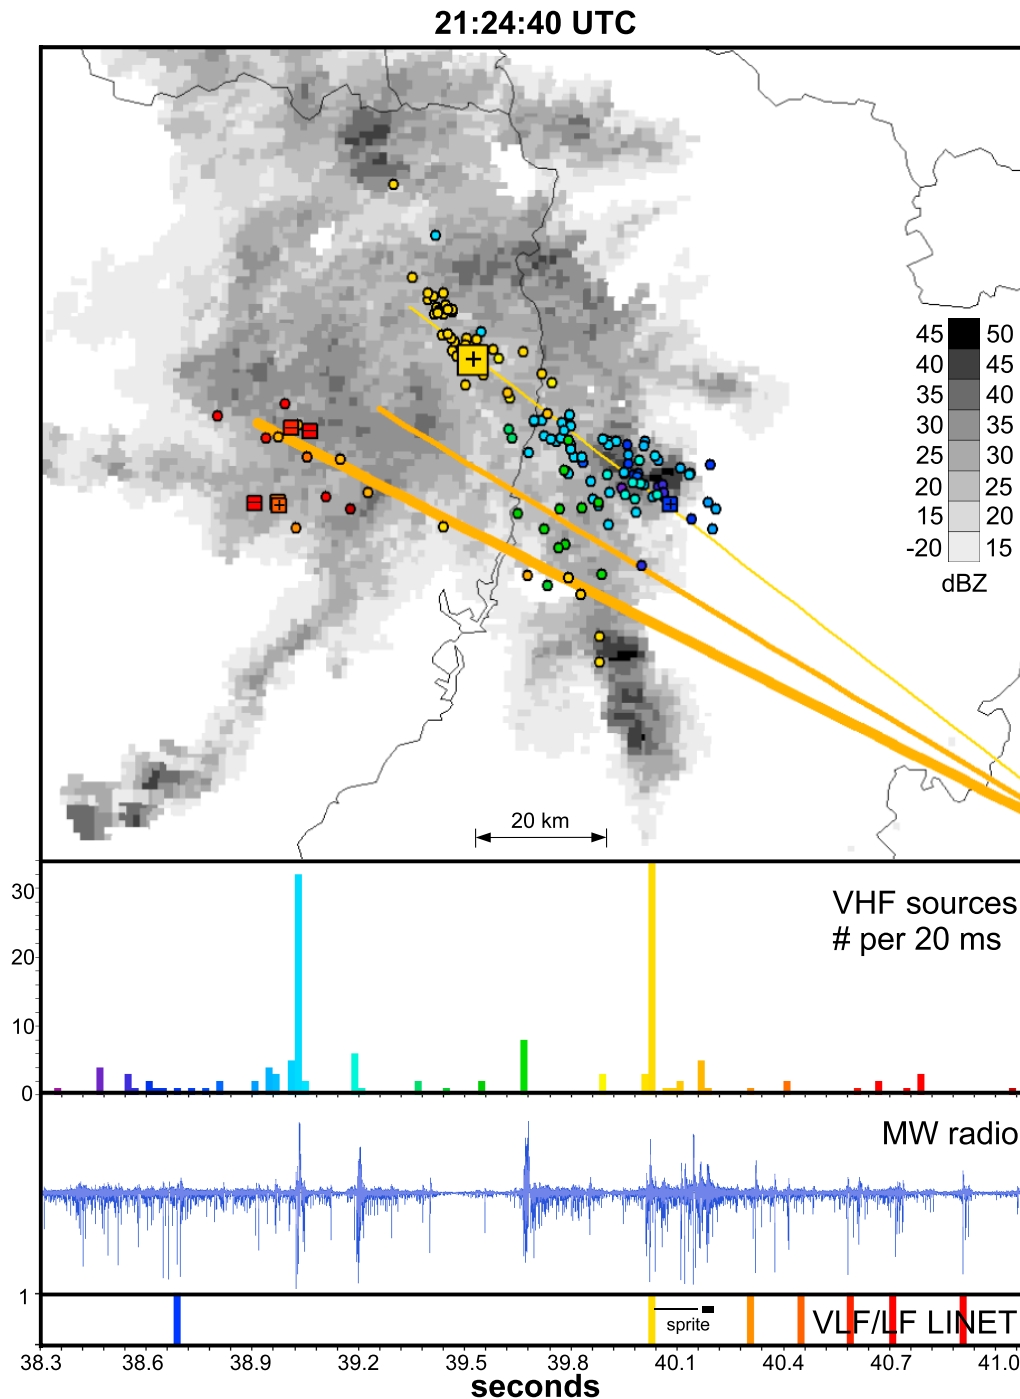 21:24:40 UTC
45 50
40 45
35 40
30 35
25 30
20 25
15 20
-20 15
dBZ
20 km
VHF sources
# per 20 ms
30
20
10
0
MW radio
1
sprite
VLF/LF LINET
38.3 38.6 38.9 39.2 39.5 39.8 40.1 40.4 40.7 41.0
seconds